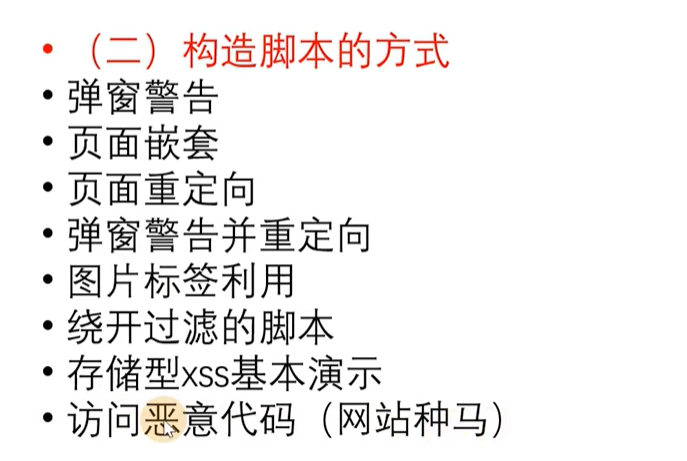 • （二）构造脚本的方式
• 弹窗警告
• 页面嵌套
• 页面重定向
• 弹窗警告并重定向
• 图片标签利用
• 绕开过滤的脚本
• 存储型xss基本演示
• 访问恶意代码（网站种马）